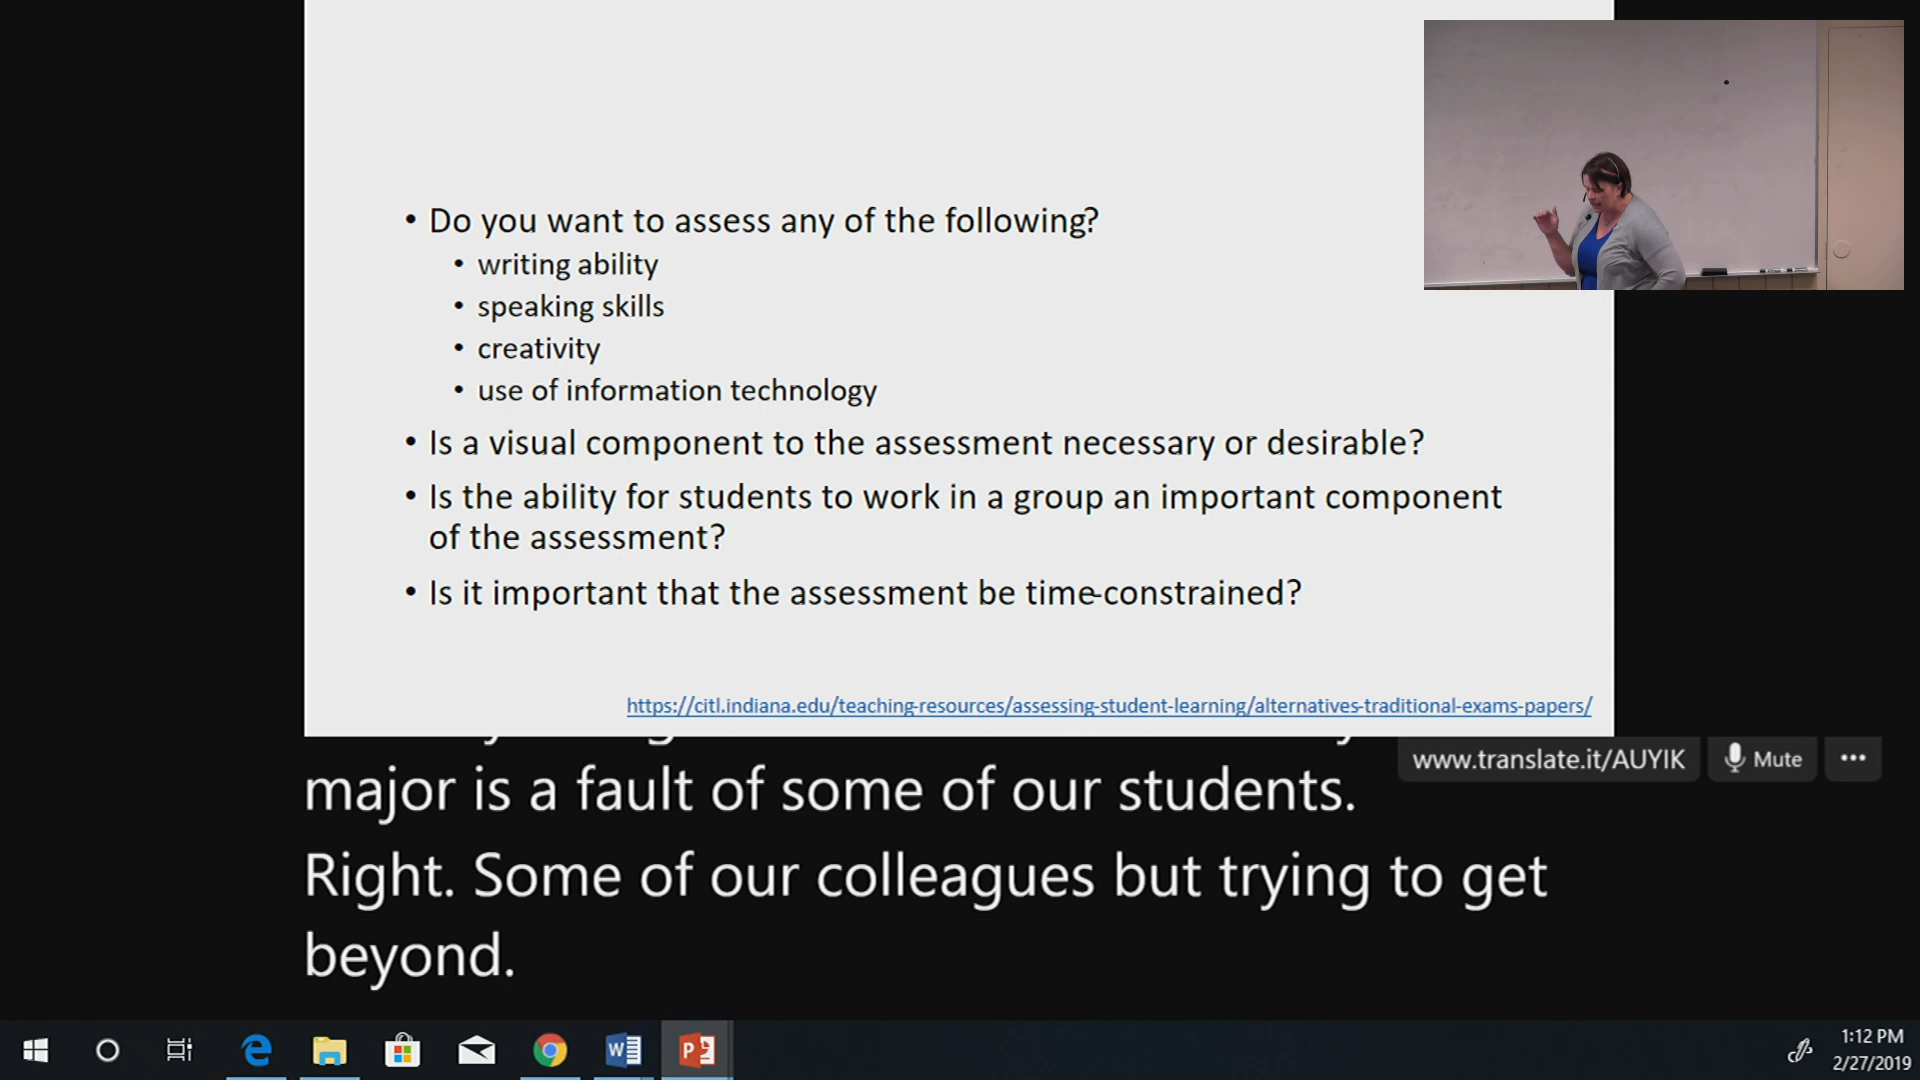 • Do you want to assess any of the following?
• writing ability
• speaking skills
• creativity
• use of information technology
• Is a visual component to the assessment necessary or desirable?
• Is the ability for students to work in a group an important component
of the assessment?
• Is it important that the assessment be time-constrained?
https://citl.indiana.edu/teaching-resources/assessing-student-learning/alternatives-traditional-exams-papers/
www.translate.it/AUYIK Mute
major is a fault of some of our students.
Right. Some of our colleagues but trying to get
beyond.
1:12 PM
2/27/2019